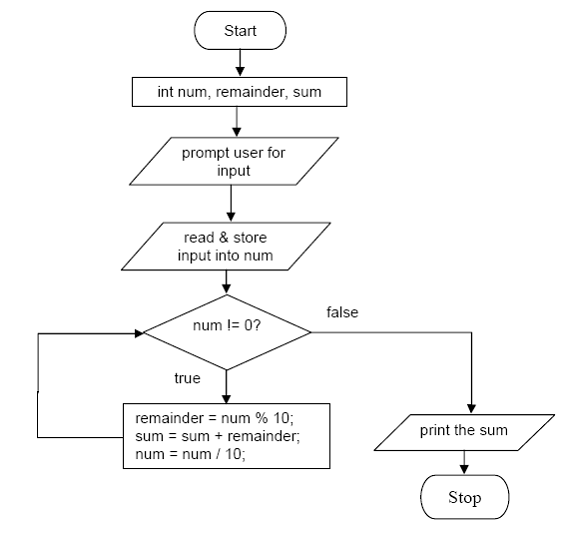 Start
int num, remainder, sum
prompt user for
input
read & store
input into num
num != 0?
false
true
remainder = num % 10;
sum = sum + remainder;
num = num / 10;
print the sum
Stop